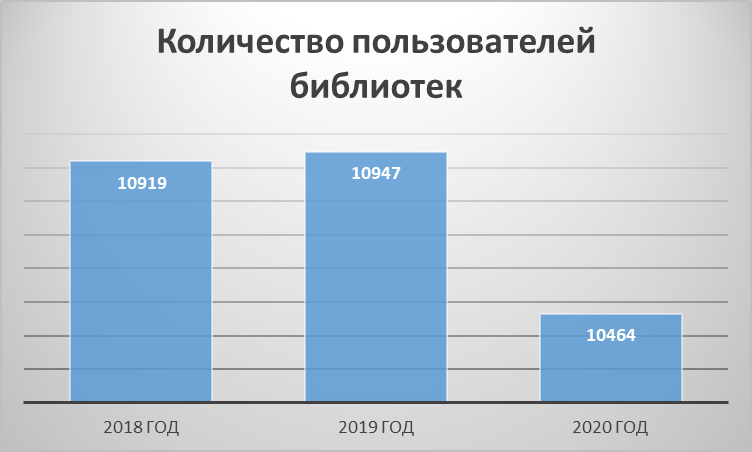 Количество пользователей
библиотек
10919
10947
10464
2018 ГОД
2019 ГОД
2020 ГОД